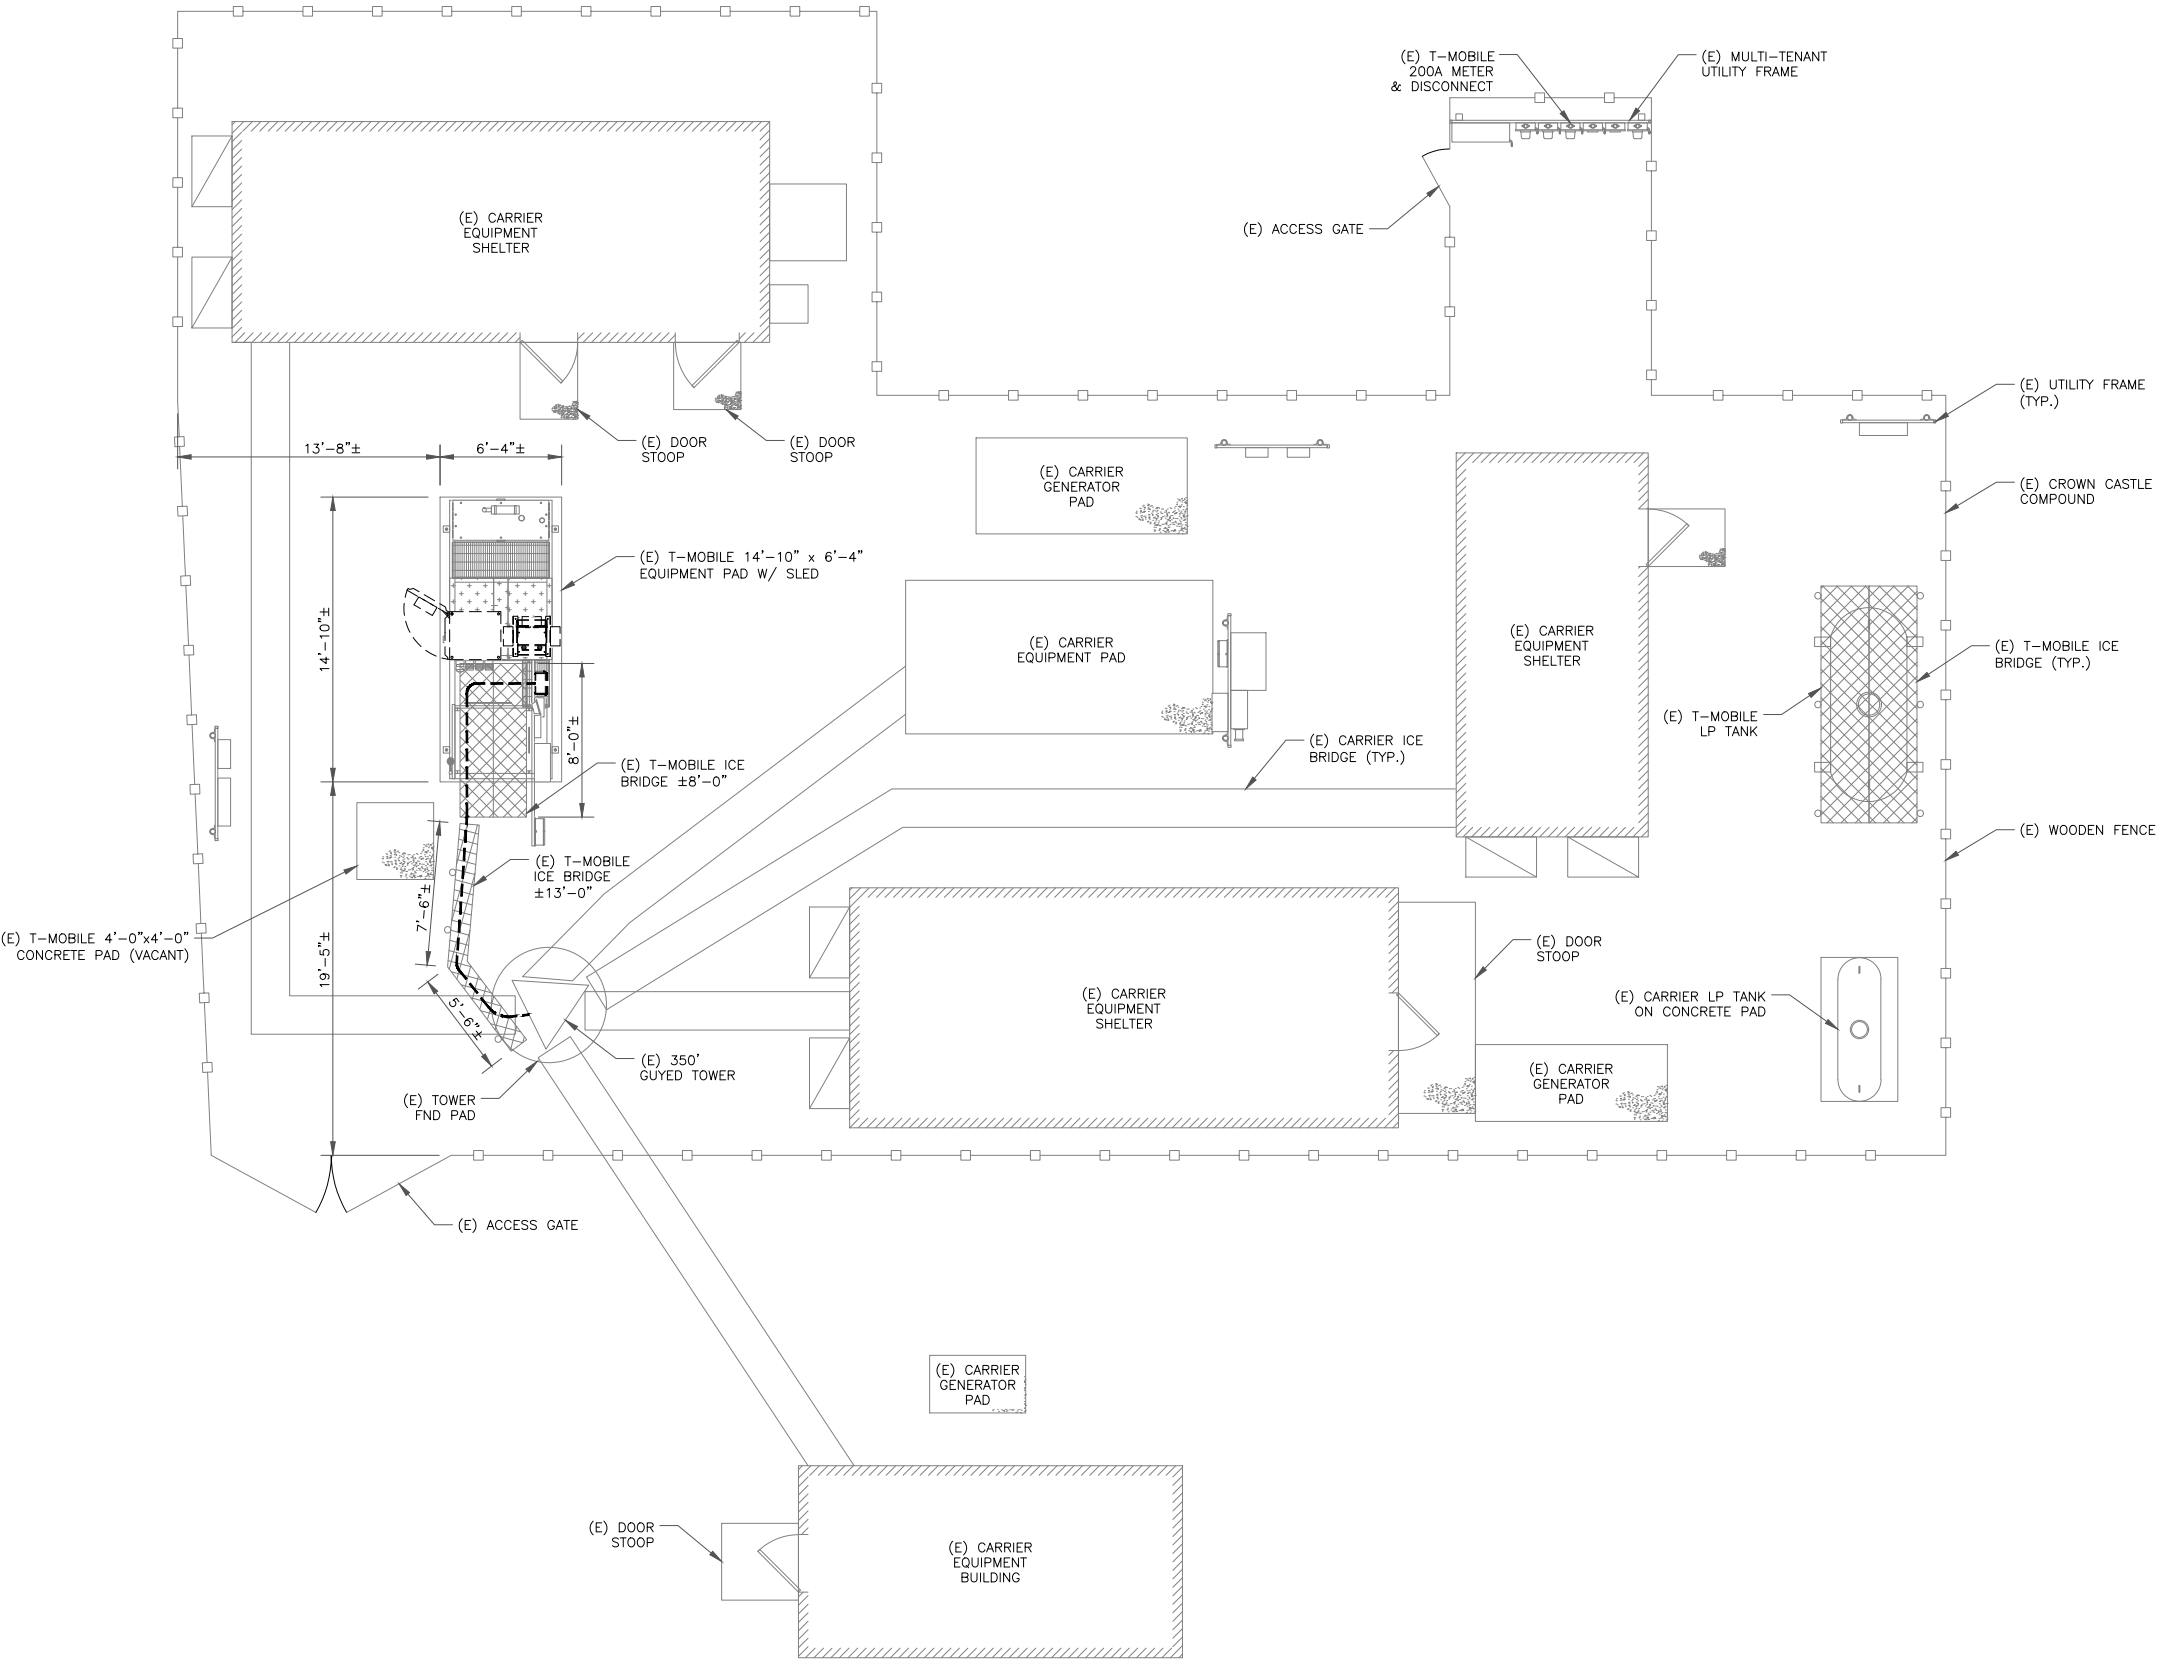 (E) T-MOBILE
200A METER
& DISCONNECT
(E) MULTI-TENANT
UTILITY FRAME
(E) CARRIER
EQUIPMENT
SHELTER
(E) ACCESS GATE
(E) UTILITY FRAME
(TYP.)
(E) DOOR
STOOP
(E) DOOR
STOOP
13'-8"±
6'-4"±
(E) CARRIER
GENERATOR
PAD
(E) CROWN CASTLE
COMPOUND
(E) T-MOBILE 14'-10" x 6'-4"
EQUIPMENT PAD W/ SLED
14'-10"±
(E) CARRIER
EQUIPMENT PAD
(E) CARRIER
EQUIPMENT
SHELTER
(E) T-MOBILE ICE
BRIDGE (TYP.)
(E) T-MOBILE
LP TANK
8'-0"±
(E) CARRIER ICE
BRIDGE (TYP.)
(E) T-MOBILE ICE
BRIDGE ±8'-0"
(E) WOODEN FENCE
(E) T-MOBILE
ICE BRIDGE
±13'-0"
7'-6"±
(E) T-MOBILE 4'-0"x4'-0"
CONCRETE PAD (VACANT)
19'-5"±
5'-6"±
(E) CARRIER
EQUIPMENT
SHELTER
(E) DOOR
STOOP
(E) CARRIER LP TANK
ON CONCRETE PAD
(E) 350'
GUYED TOWER
(E) CARRIER
GENERATOR
PAD
(E) TOWER
FND PAD
(E) ACCESS GATE
(E) CARRIER
GENERATOR
PAD
(E) DOOR
STOOP
(E) CARRIER
EQUIPMENT
BUILDING